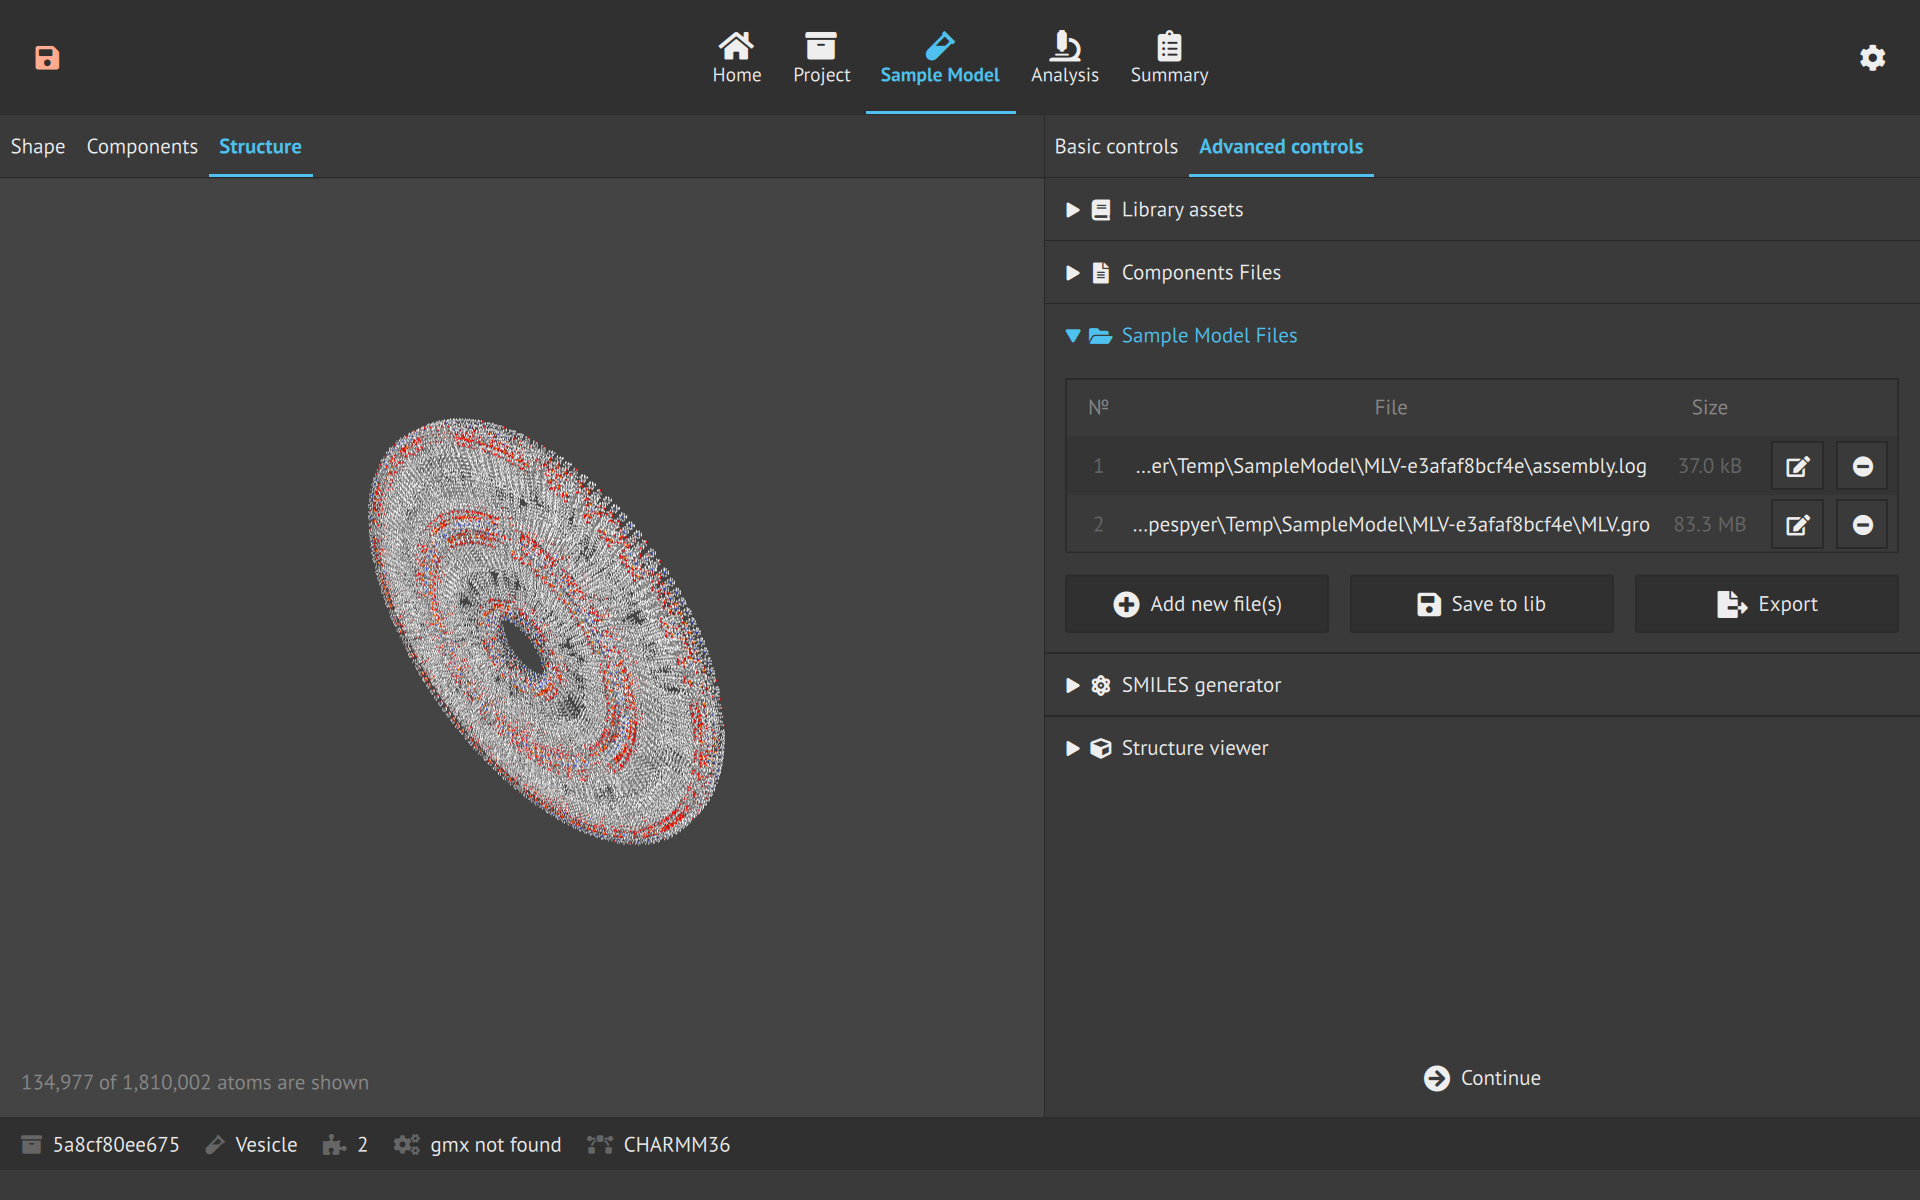 Home
Project
Sample Model
Analysis
Summary
Shape
Components
Structure
Basic controls
Advanced controls
Library assets
Components Files
Sample Model Files
№ File Size
1 ...er\Temp\SampleModel\MLV-e3afaf8bcf4e\assembly.log 37.0 kB
2 ...pespyer\Temp\SampleModel\MLV-e3afaf8bcf4e\MLV.gro 83.3 MB
Add new file(s)
Save to lib
Export
SMILES generator
Structure viewer
134,977 of 1,810,002 atoms are shown
Continue
5a8cf80ee675
Vesicle
2
gmx not found
CHARMM36